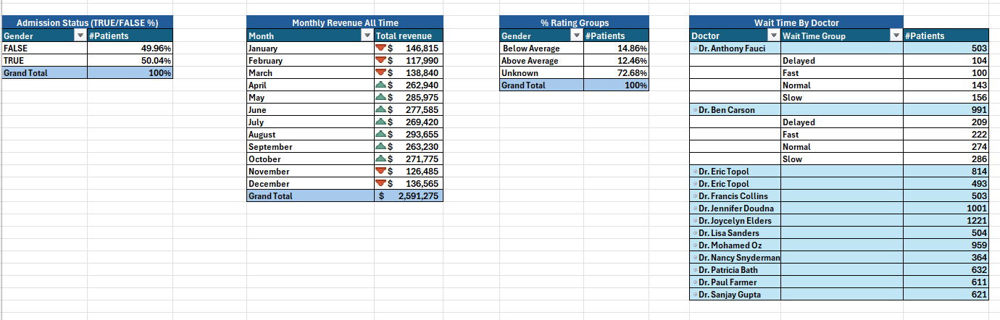 Admission Status (TRUE/FALSE %)
Gender #Patients
FALSE 49.96%
TRUE 50.04%
Grand Total 100%
Monthly Revenue All Time
Month Total revenue
January $ 146,815
February $ 117,990
March $ 138,840
April $ 262,940
May $ 285,975
June $ 277,585
July $ 269,420
August $ 293,655
September $ 263,230
October $ 271,775
November $ 126,485
December $ 136,565
Grand Total $ 2,591,275
% Rating Groups
Gender #Patients
Below Average 14.86%
Above Average 12.46%
Unknown 72.68%
Grand Total 100%
Wait Time By Doctor
Doctor Wait Time Group #Patients
Dr. Anthony Fauci 503
Delayed 104
Fast 100
Normal 143
Slow 156
Dr. Ben Carson 991
Delayed 209
Fast 222
Normal 274
Slow 286
Dr. Eric Topol 814
Dr. Eric Topol 493
Dr. Francis Collins 503
Dr. Jennifer Doudna 1001
Dr. Joycelyn Elders 1221
Dr. Lisa Sanders 504
Dr. Mohamed Oz 959
Dr. Nancy Snyderman 364
Dr. Patricia Bath 632
Dr. Paul Farmer 611
Dr. Sanjay Gupta 621